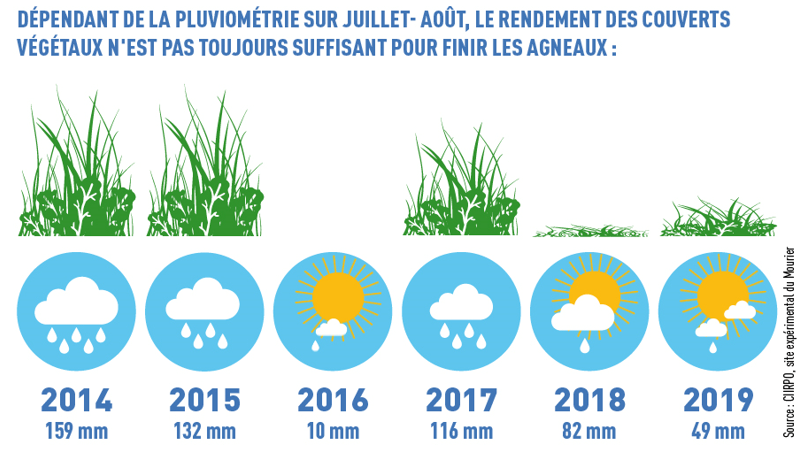 DÉPENDANT DE LA PLUVIOMÉTRIE SUR JUILLET- AOÛT, LE RENDEMENT DES COUVERTS
VÉGÉTAUX N'EST PAS TOUJOURS SUFFISANT POUR FINIR LES AGNEAUX :
2014 2015 2016 2017 2018 2019
159 mm 132 mm 10 mm 116 mm 82 mm 49 mm
Source : CIIRPO, site expérimental du Mourier